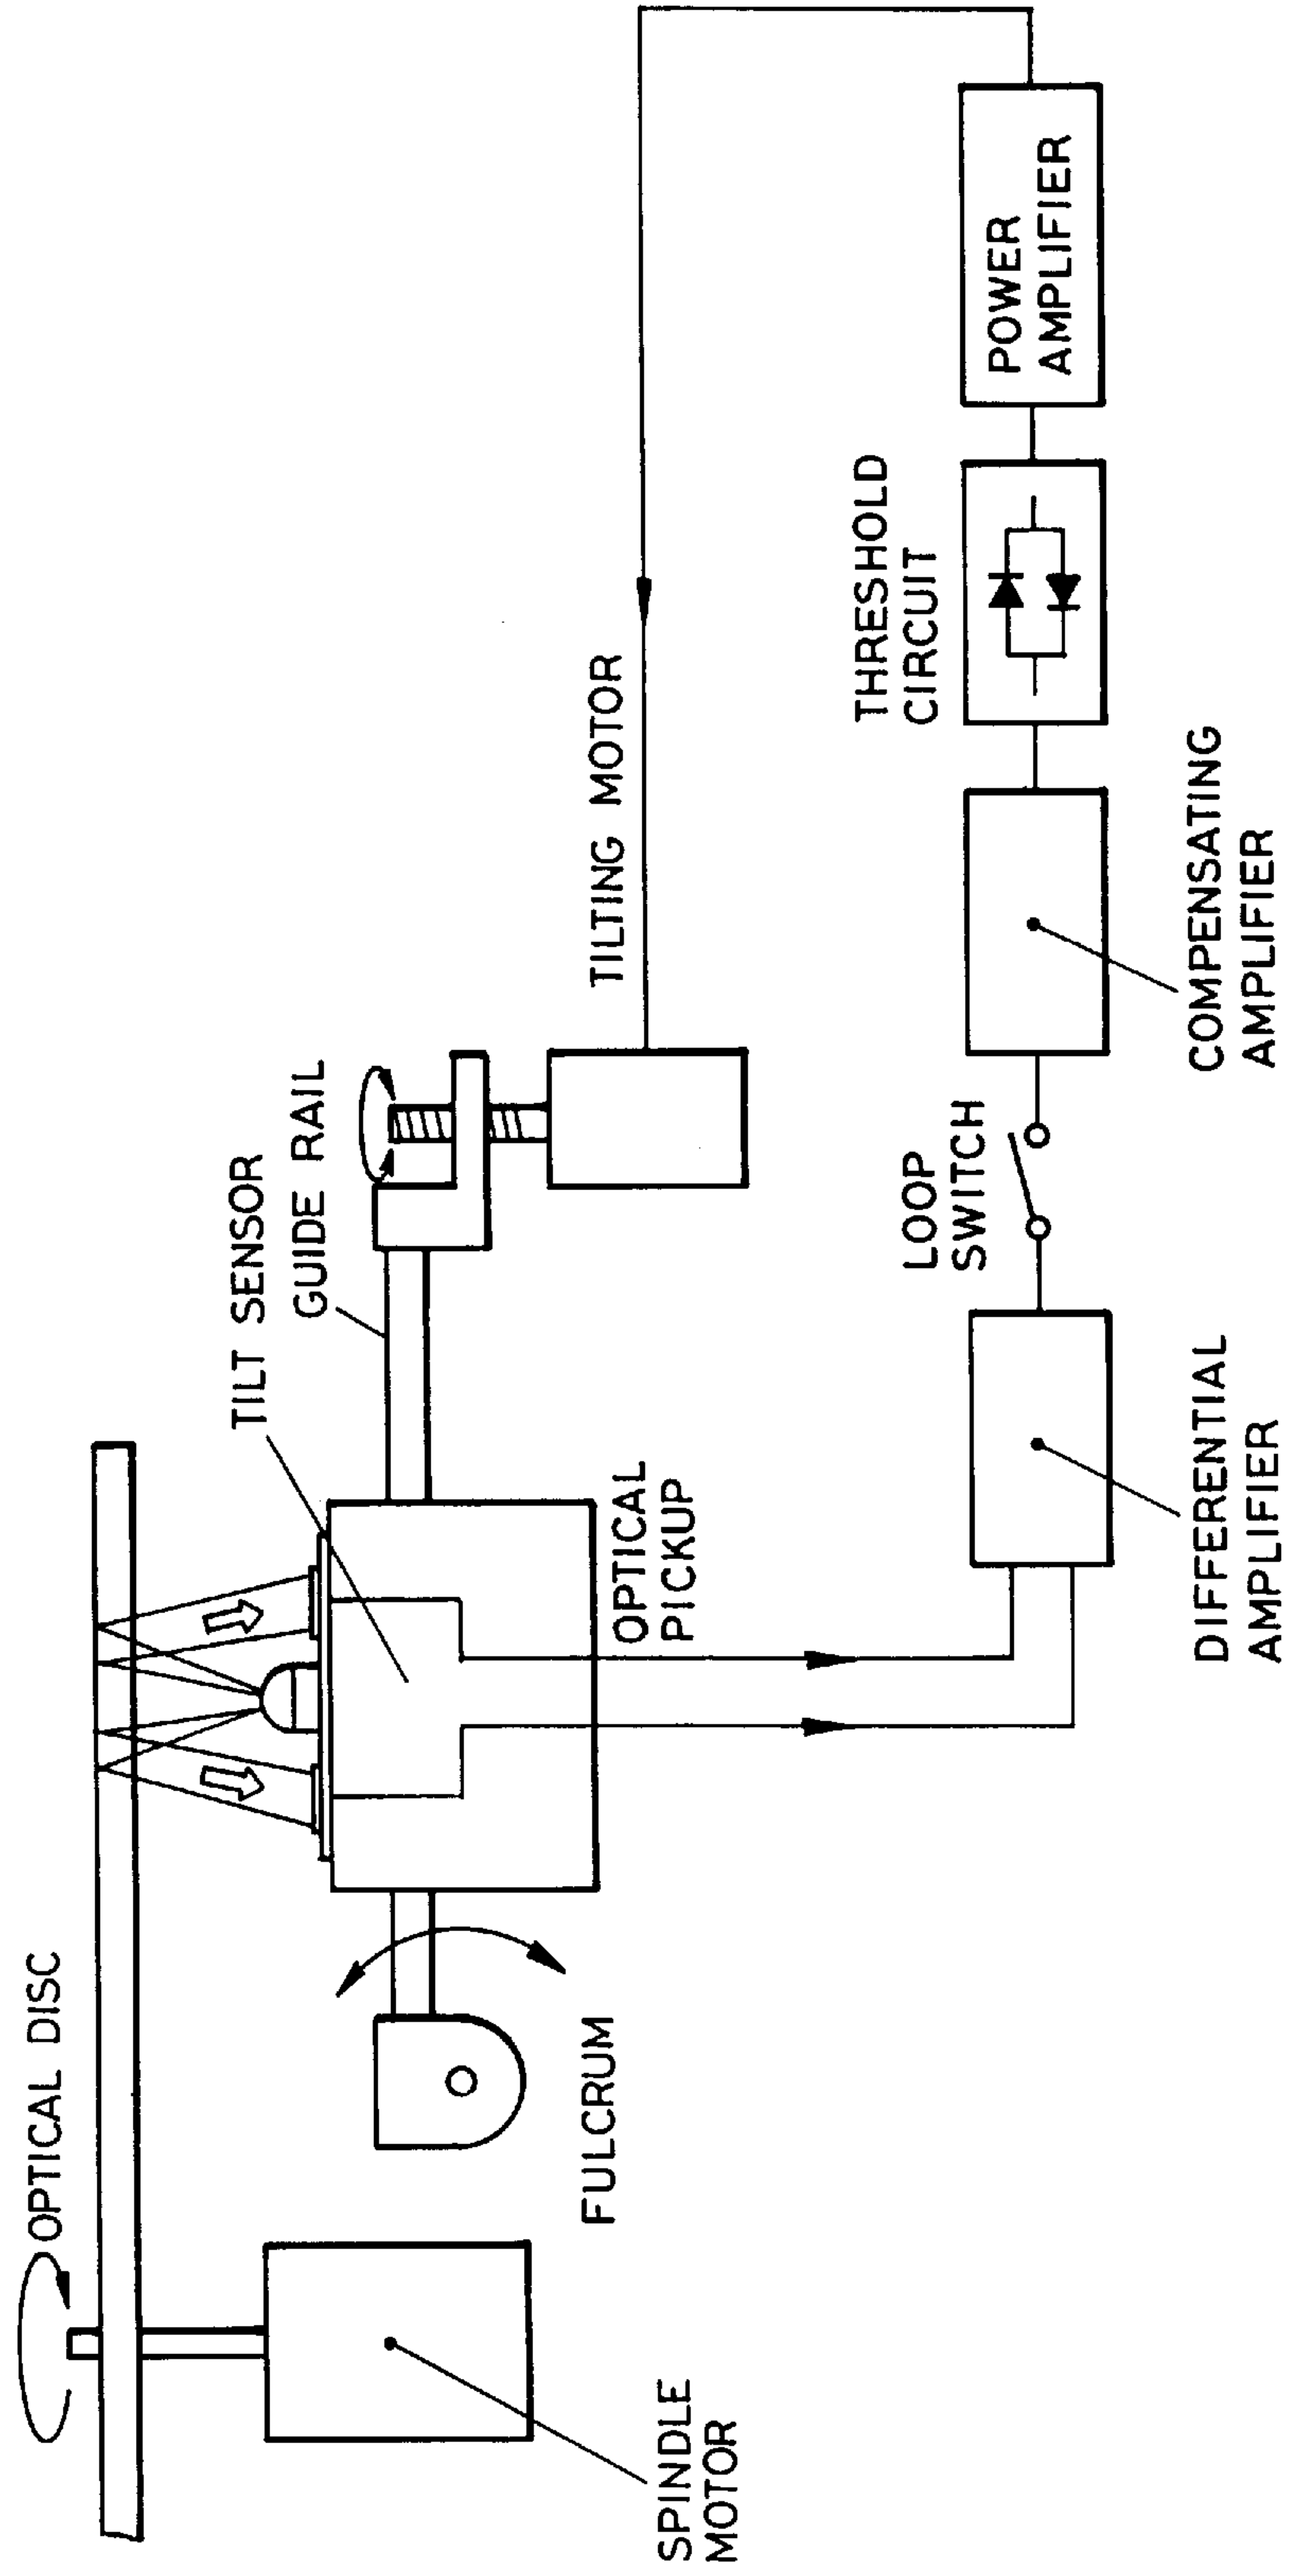 OPTICAL DISC
TILT SENSOR
GUIDE RAIL
TILTING MOTOR
OPTICAL
PICKUP
FULCRUM
SPINDLE
MOTOR
DIFFERENTIAL
AMPLIFIER
LOOP
SWITCH
COMPENSATING
AMPLIFIER
THRESHOLD
CIRCUIT
POWER
AMPLIFIER